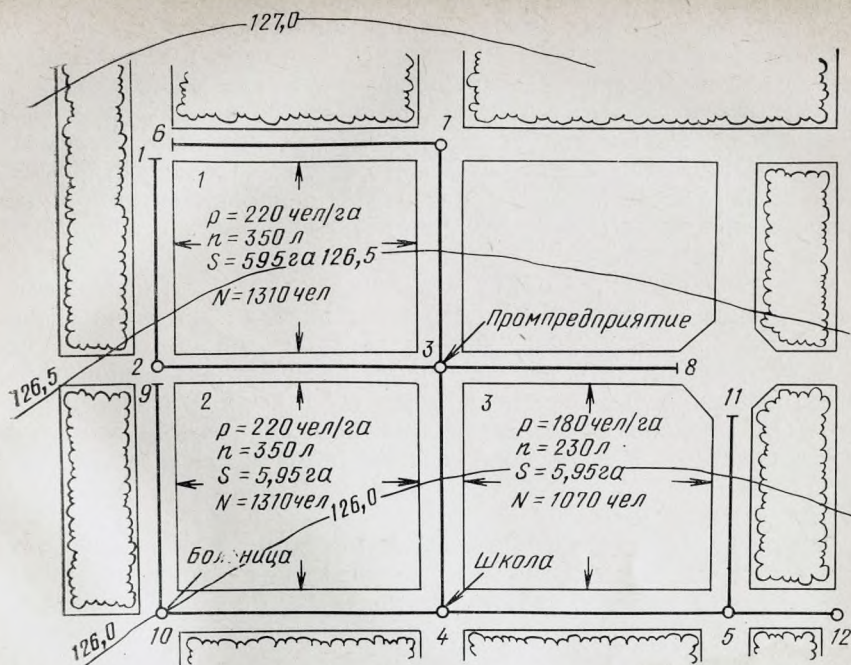 127,0
6
7
1
1
p = 220 чел/га
n = 350 л
S = 595 га 126,5
N = 1310 чел
Промпредприятие
2
3
8
126,5
9
2
3
11
p = 220 чел/га
n = 350 л
S = 5,95 га
N = 1310 чел
p = 180 чел/га
n = 230 л
S = 5,95 га
N = 1070 чел
126,0
Школа
10
4
5
12
126,0